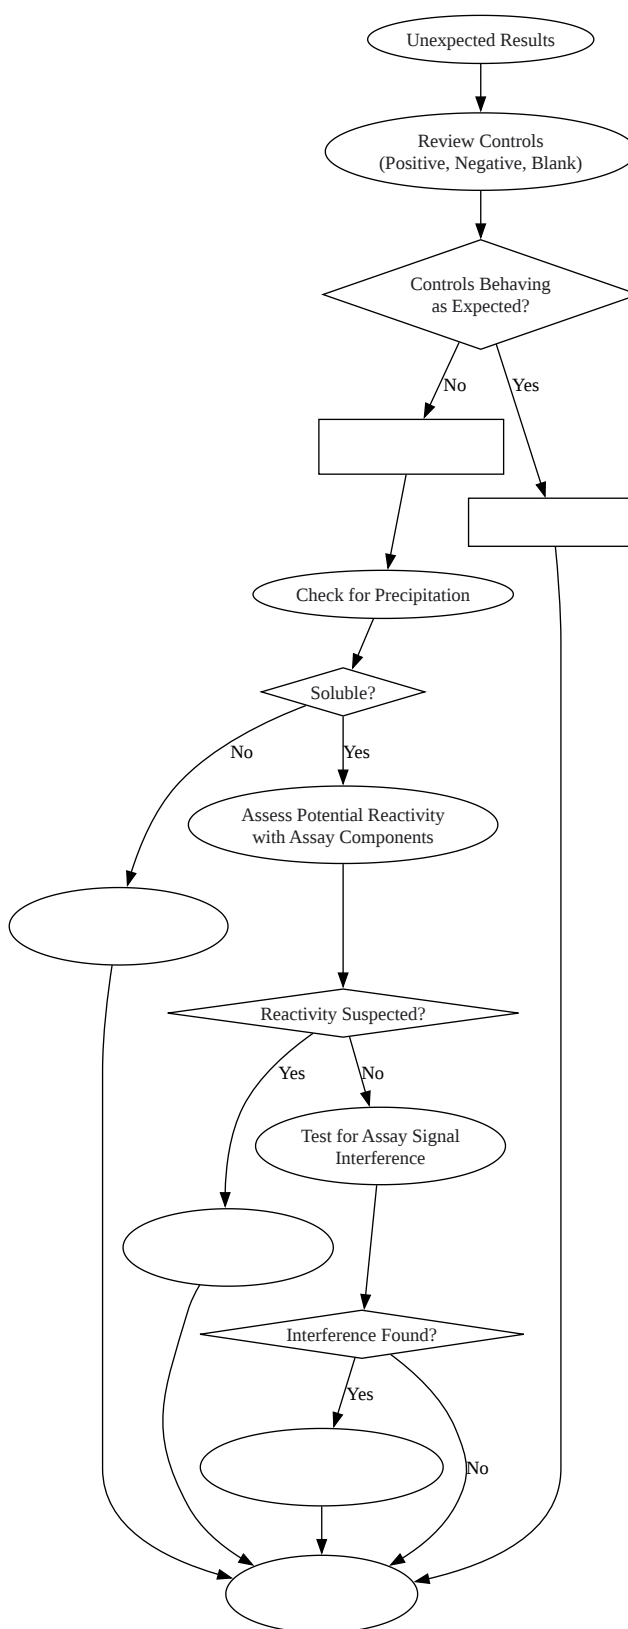 Unexpected Results
Review Controls
(Positive, Negative, Blank)
Controls Behaving
as Expected?
No
Yes
Check for Precipitation
Soluble?
No
Yes
Assess Potential Reactivity
with Assay Components
Reactivity Suspected?
Yes
No
Test for Assay Signal
Interference
Interference Found?
Yes
No